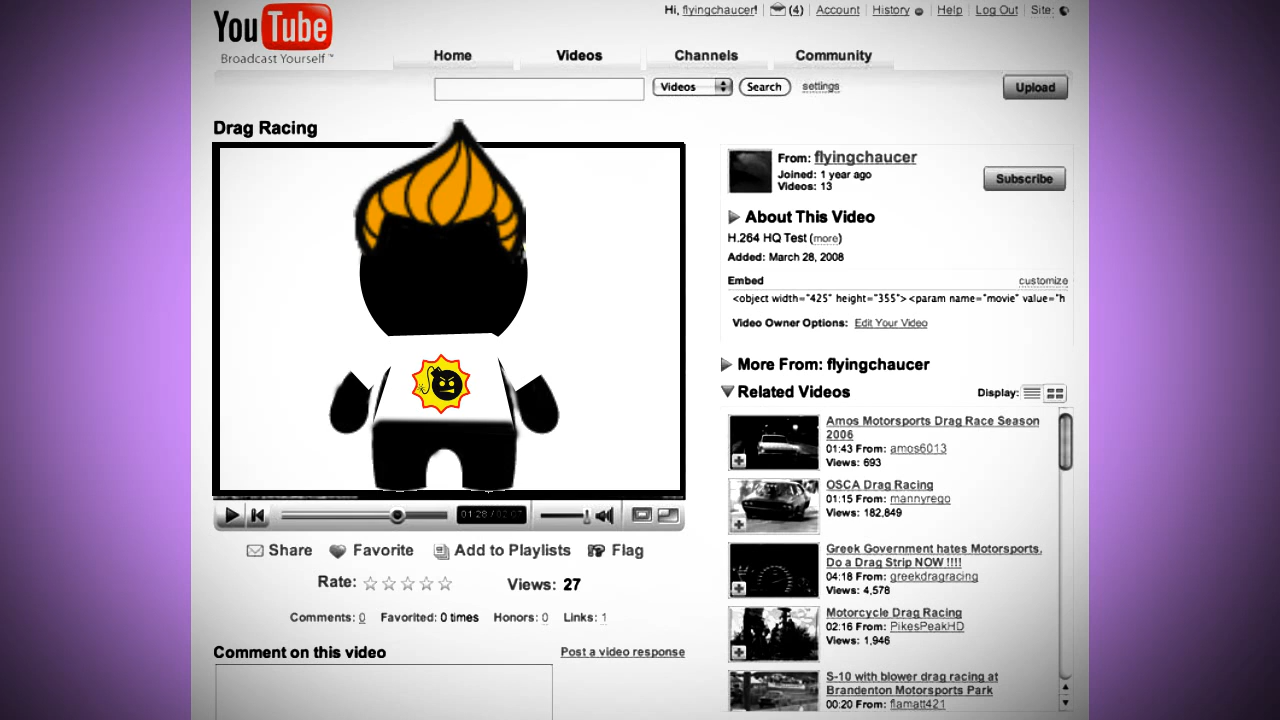 Hi, flyingchaucer! (4) Account History Help Log Out Site:
YouTube
Broadcast Yourself™
Home Videos Channels Community
Videos Search settings Upload
Drag Racing
From: flyingchaucer
Joined: 1 year ago
Videos: 13
Subscribe
About This Video
H.264 HQ Test (more)
Added: March 28, 2008
Embed customize
<object width="425" height="355"><param name="movie" value="h
Video Owner Options: Edit Your Video
More From: flyingchaucer
Related Videos Display:
Amos Motorsports Drag Race Season
2006
01:43 From: amos6013
Views: 693
OSCA Drag Racing
01:15 From: mannyrego
Views: 182,849
Greek Government hates Motorsports.
Do a Drag Strip NOW !!!!
04:18 From: greekdragracing
Views: 4,578
Motorcycle Drag Racing
02:16 From: PikesPeakHD
Views: 1,946
S-10 with blower drag racing at
Brandenton Motorsports Park
00:20 From: flamatt421
01:28 / 02:07
Share Favorite Add to Playlists Flag
Rate: Views: 27
Comments: 0 Favorited: 0 times Honors: 0 Links: 1
Comment on this video Post a video response